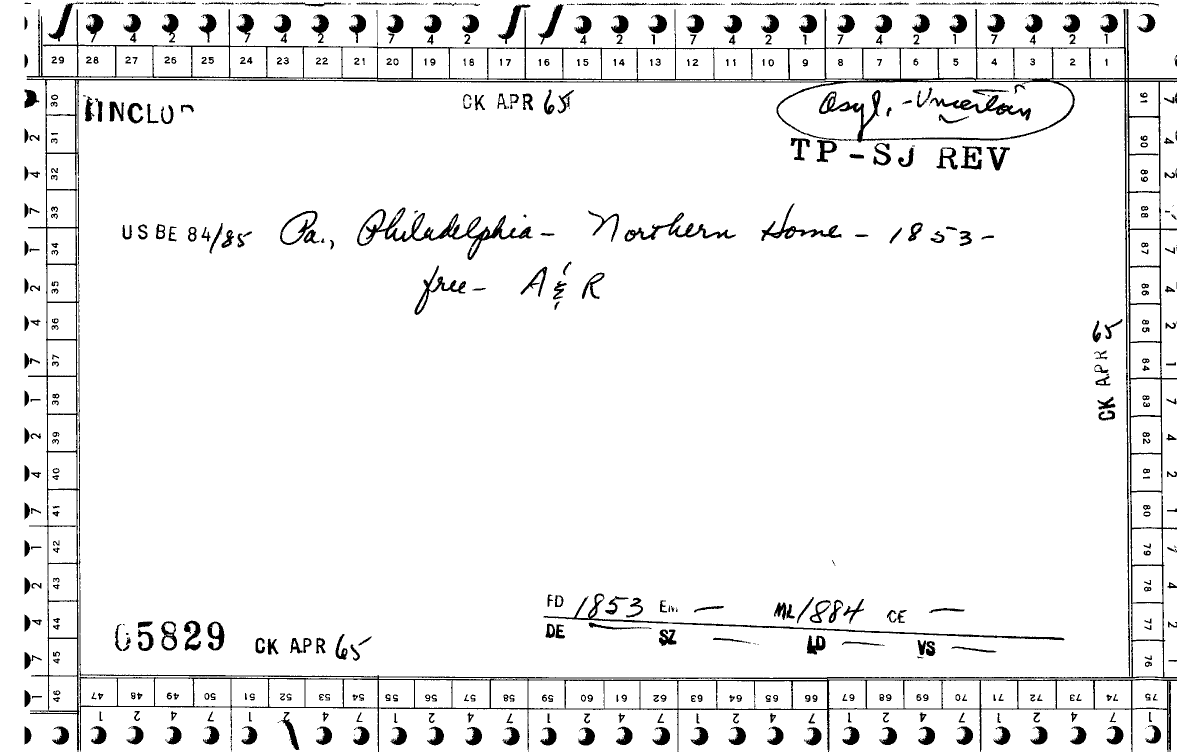 7 4 2 1 7 4 2 1 7 4 2 1 7 4 2 1 7 4 2 1 7 4 2 1 7 4 2 1
29 28 27 26 25 24 23 22 21 20 19 18 17 16 15 14 13 12 11 10 9 8 7 6 5 4 3 2 1
UNCLU CK APR 65 Asyl. - Uncertain
TP - SJ REV
US BE 84/85 Pa., Philadelphia - Northern Home - 1853 -
free - A & R
CK APR 65
FD 1853 Em — ML 1884 CE —
DE — SZ — LD — VS —
05829 CK APR 65
30 31 32 33 34 35 36 37 38 39 40 41 42 43 44 45 46
91 90 89 88 87 86 85 84 83 82 81 80 79 78 77 76 75
47 48 49 50 51 52 53 54 55 56 57 58 59 60 61 62 63 64 65 66 67 68 69 70 71 72 73 74 75
1 2 4 7 1 2 4 7 1 2 4 7 1 2 4 7 1 2 4 7 1 2 4 7 1 2 4 7 1